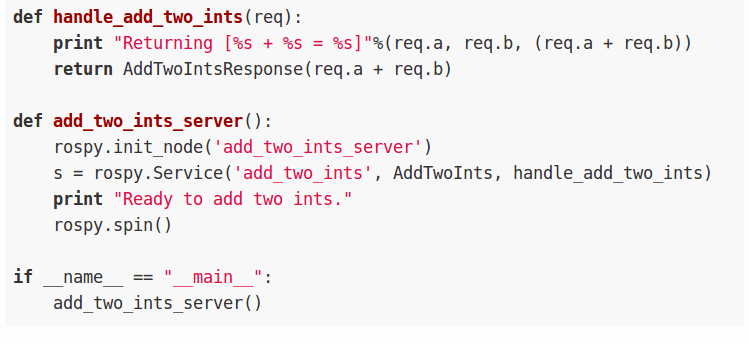 def handle_add_two_ints(req):
    print "Returning [%s + %s = %s]"%(req.a, req.b, (req.a + req.b))
    return AddTwoIntsResponse(req.a + req.b)

def add_two_ints_server():
    rospy.init_node('add_two_ints_server')
    s = rospy.Service('add_two_ints', AddTwoInts, handle_add_two_ints)
    print "Ready to add two ints."
    rospy.spin()

if __name__ == "__main__":
    add_two_ints_server()